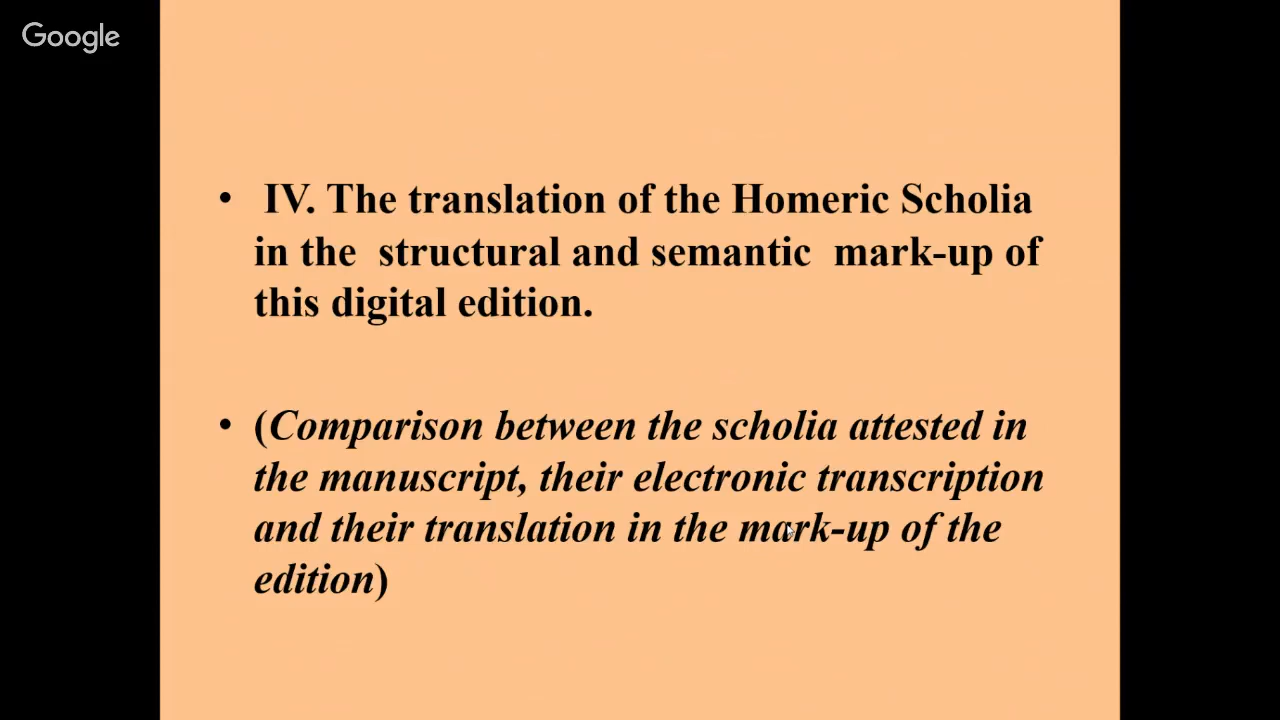 Google
• IV. The translation of the Homeric Scholia
in the structural and semantic mark-up of
this digital edition.
• (Comparison between the scholia attested in
the manuscript, their electronic transcription
and their translation in the mark-up of the
edition)